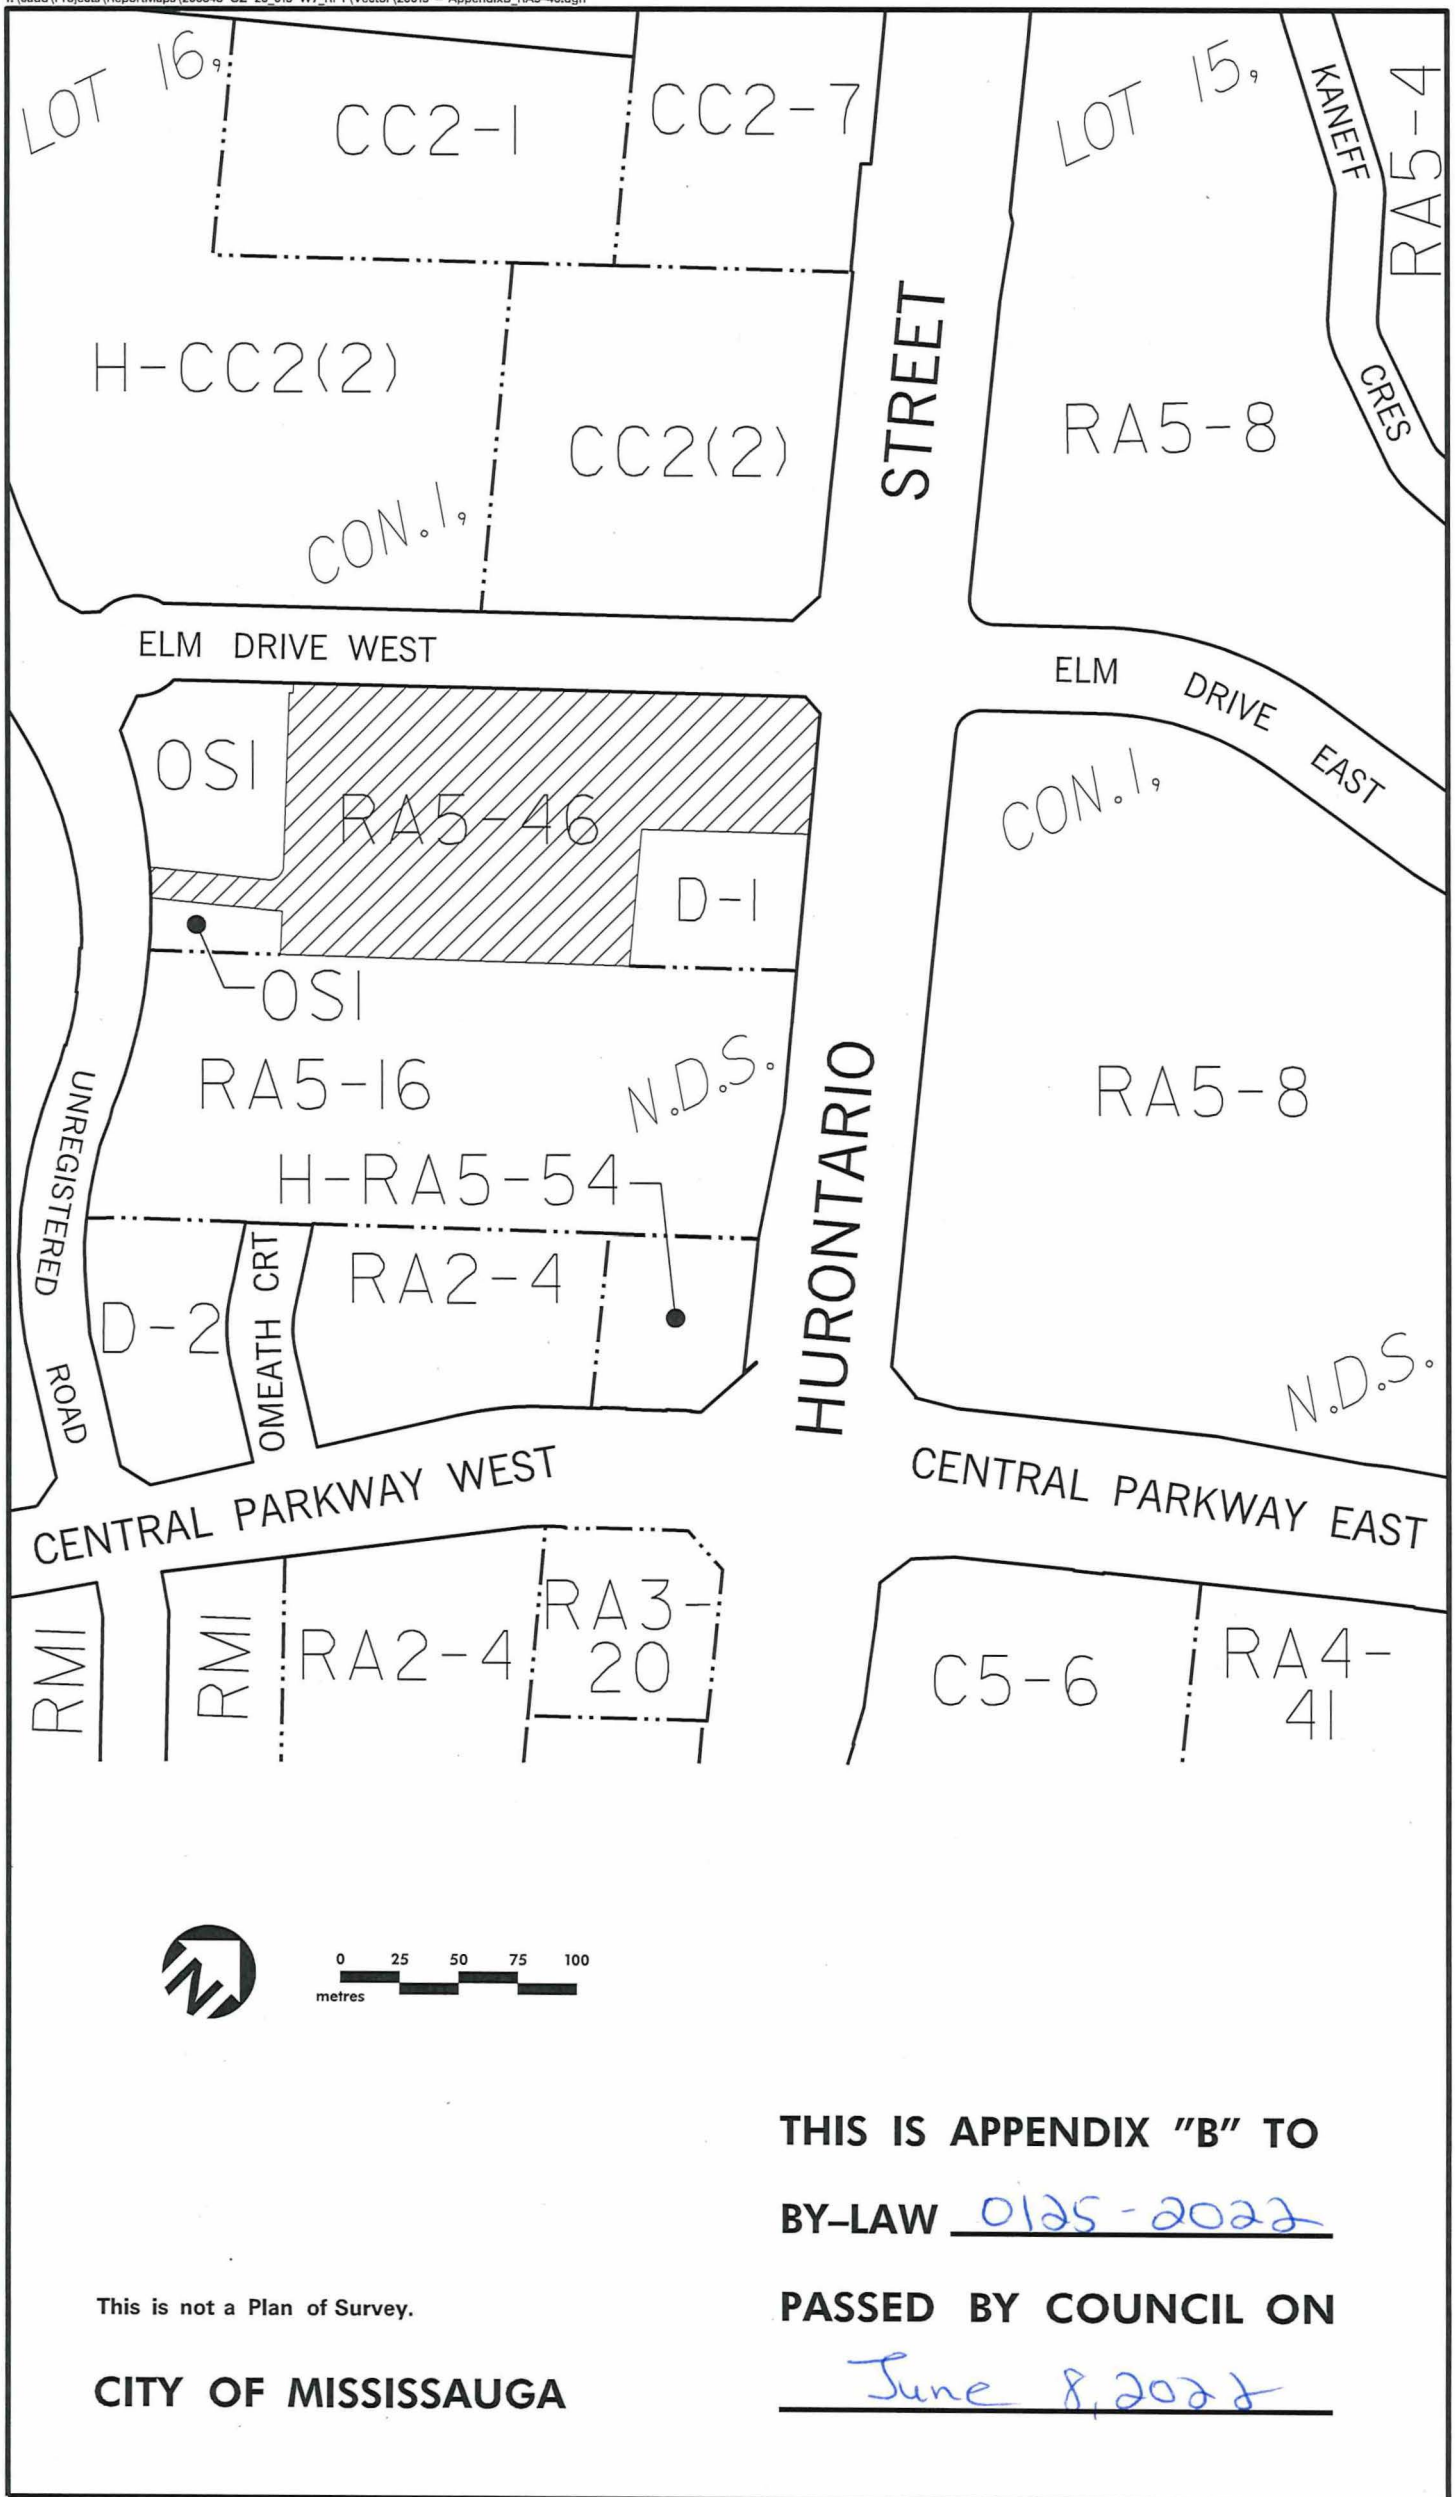 LOT 16,
CC2-1
CC2-7
LOT 15,
KANEFF
CRES
RA5-4
H-CC2(2)
CC2(2)
STREET
RA5-8
CON.1,
ELM DRIVE WEST
ELM DRIVE EAST
OS1
RA5-46
D-1
CON.1,
OS1
RA5-16
N.D.S.
HURONTARIO
RA5-8
UNREGISTERED
ROAD
H-RA5-54
D-2
OMEATH CRT
RA2-4
N.D.S.
CENTRAL PARKWAY WEST
CENTRAL PARKWAY EAST
RM1
RM1
RA2-4
RA3-
20
C5-6
RA4-
41
N
0 25 50 75 100
metres
THIS IS APPENDIX "B" TO
BY-LAW 0125-2022
This is not a Plan of Survey.
PASSED BY COUNCIL ON
CITY OF MISSISSAUGA
June 8, 2022